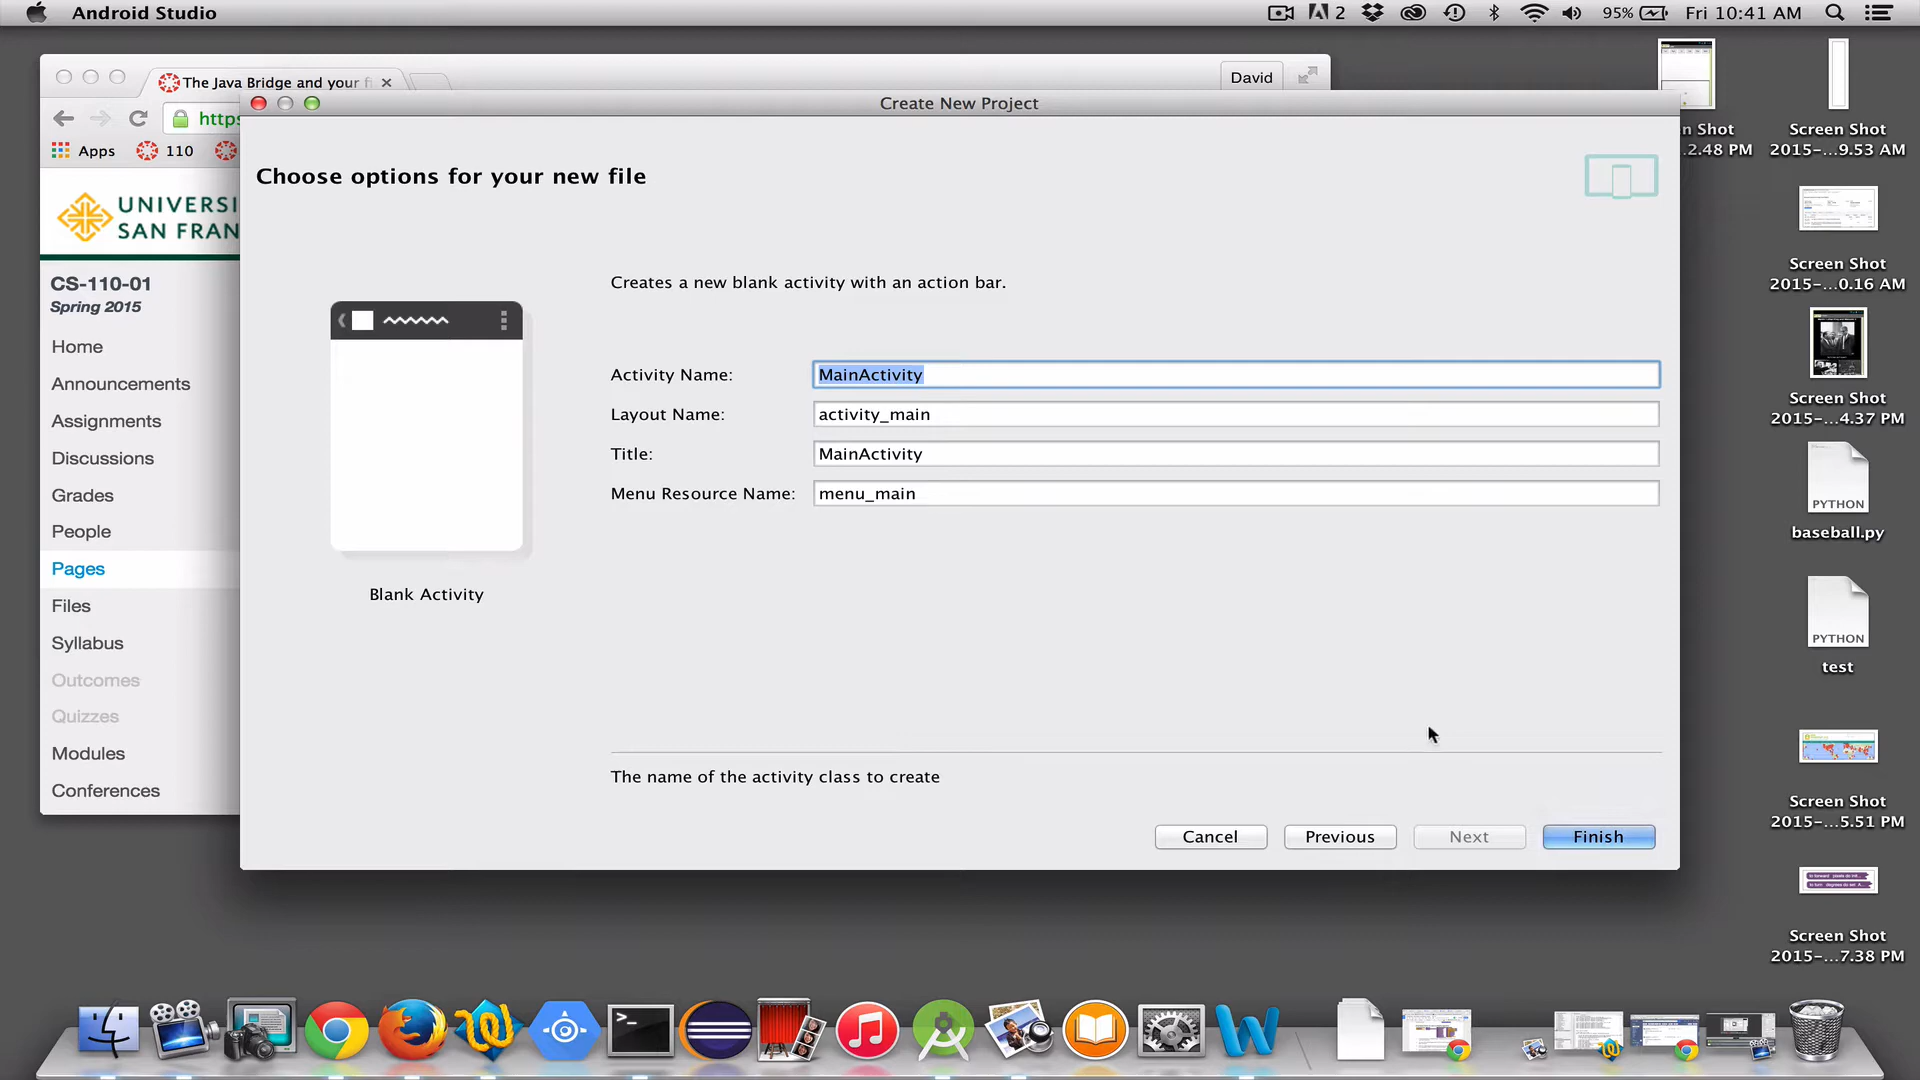 Android Studio
2
95%
Fri 10:41 AM
The Java Bridge and your f
David
https
Apps
110
Create New Project
UNIVERSI
SAN FRAN
CS-110-01
Spring 2015
Home
Announcements
Assignments
Discussions
Grades
People
Pages
Files
Syllabus
Outcomes
Quizzes
Modules
Conferences
Choose options for your new file
Creates a new blank activity with an action bar.
Activity Name:
MainActivity
Layout Name:
activity_main
Title:
MainActivity
Menu Resource Name:
menu_main
Blank Activity
The name of the activity class to create
Cancel
Previous
Next
Finish
n Shot
.2.48 PM
Screen Shot
2015-...9.53 AM
Screen Shot
2015-...0.16 AM
Screen Shot
2015-...4.37 PM
PYTHON
baseball.py
PYTHON
test
Screen Shot
2015-...5.51 PM
Screen Shot
2015-...7.38 PM